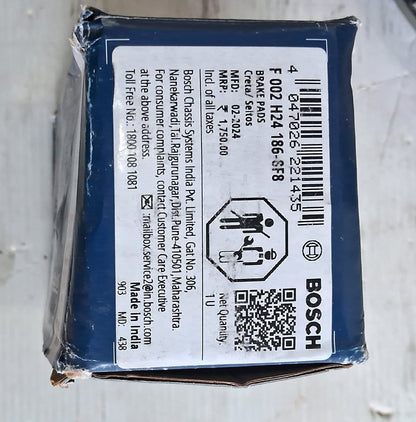 4 047026 221435
F 002 H24 186-8F8
BRAKE PADS
Creta/ Seltos
MFD: 02-2024
MRP: ₹ 1,750.00
Incl. of all taxes
BOSCH
Net Quantity:
1U
Bosch Chassis Systems India Pvt. Limited, Gat No. 306,
Nanekarwadi,Tal.Rajgurunagar,Dist.Pune-410501,Maharashtra.
For consumer complaints, contact Customer Care Executive
at the above address. ✉:mailbox.service2@in.bosch.com
Toll Free No.: 1800 108 1081
Made in India
903 MD: 438